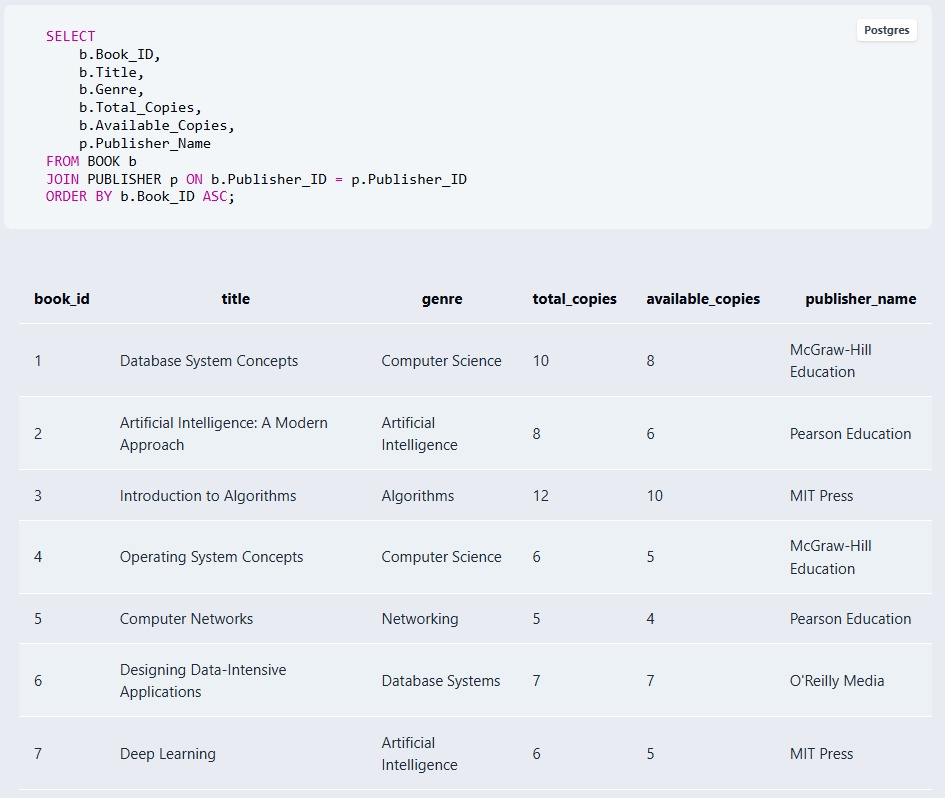 Postgres
SELECT
    b.Book_ID,
    b.Title,
    b.Genre,
    b.Total_Copies,
    b.Available_Copies,
    p.Publisher_Name
FROM BOOK b
JOIN PUBLISHER p ON b.Publisher_ID = p.Publisher_ID
ORDER BY b.Book_ID ASC;
book_id title genre total_copies available_copies publisher_name
1 Database System Concepts Computer Science 10 8 McGraw-Hill
Education
2 Artificial Intelligence: A Modern Artificial 8 6 Pearson Education
Approach Intelligence
3 Introduction to Algorithms Algorithms 12 10 MIT Press
4 Operating System Concepts Computer Science 6 5 McGraw-Hill
Education
5 Computer Networks Networking 5 4 Pearson Education
6 Designing Data-Intensive Database Systems 7 7 O'Reilly Media
Applications
7 Deep Learning Artificial 6 5 MIT Press
Intelligence